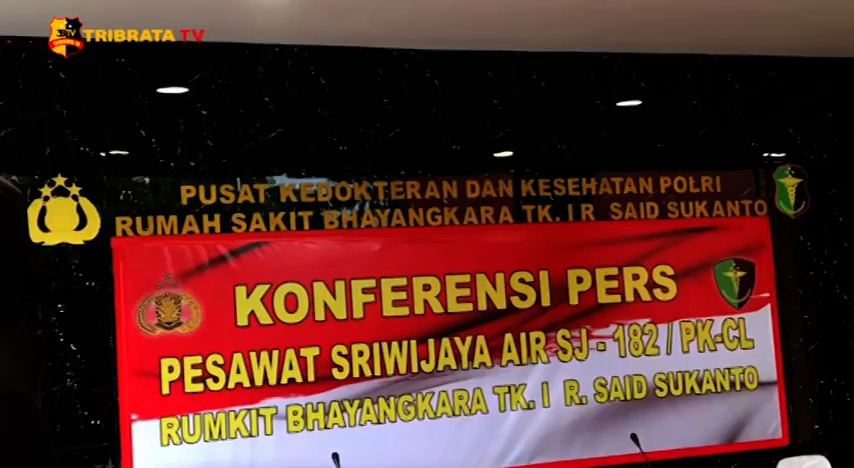 TRIBRATA TV
PUSAT KEDOKTERAN DAN KESEHATAN POLRI
RUMAH SAKIT BHAYANGKARA TK. I R SAID SUKANTO
KONFERENSI PERS
PESAWAT SRIWIJAYA AIR SJ - 182 / PK-CL
RUMKIT BHAYANGKARA TK. I R. SAID SUKANTO